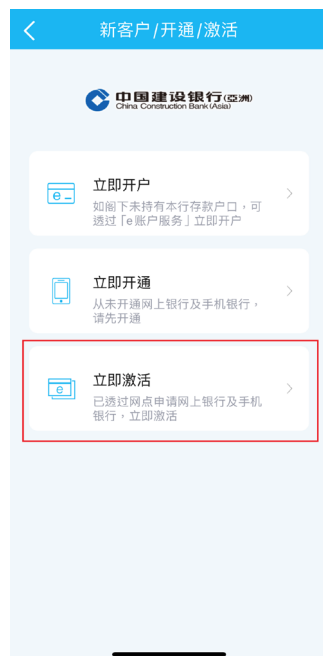 新客户/开通/激活
中国建设银行(亞洲)
China Construction Bank (Asia)
立即开户
如阁下未持有本行存款户口，可
透过「e账户服务」立即开户
立即开通
从未开通网上银行及手机银行，
请先开通
立即激活
已透过网点申请网上银行及手机
银行，立即激活